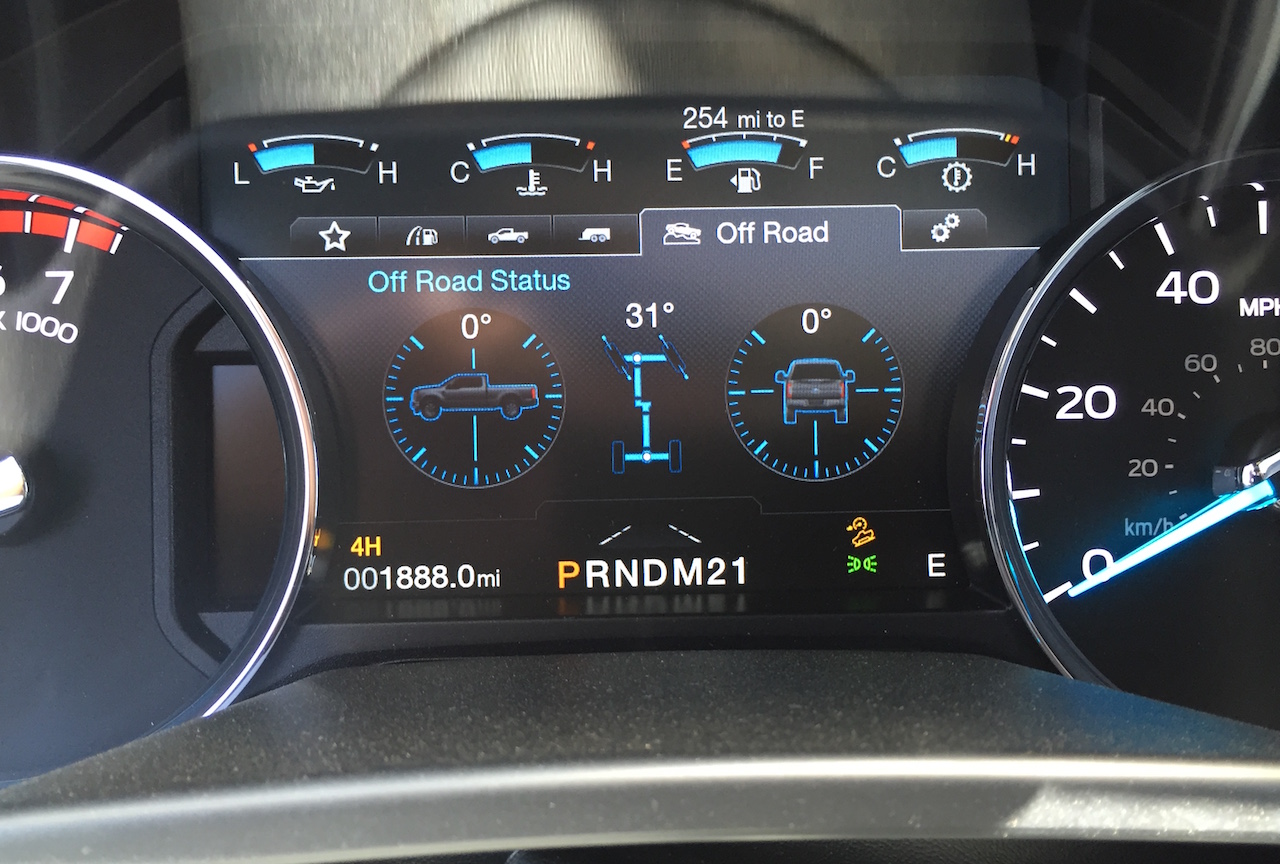 254 mi to E
L H C H E F C H
Off Road
Off Road Status
0° 31° 0°
7
X 1000
40
MPH
80
60
20
40
20
km/h
0
4H
001888.0mi
PRNDM21
E